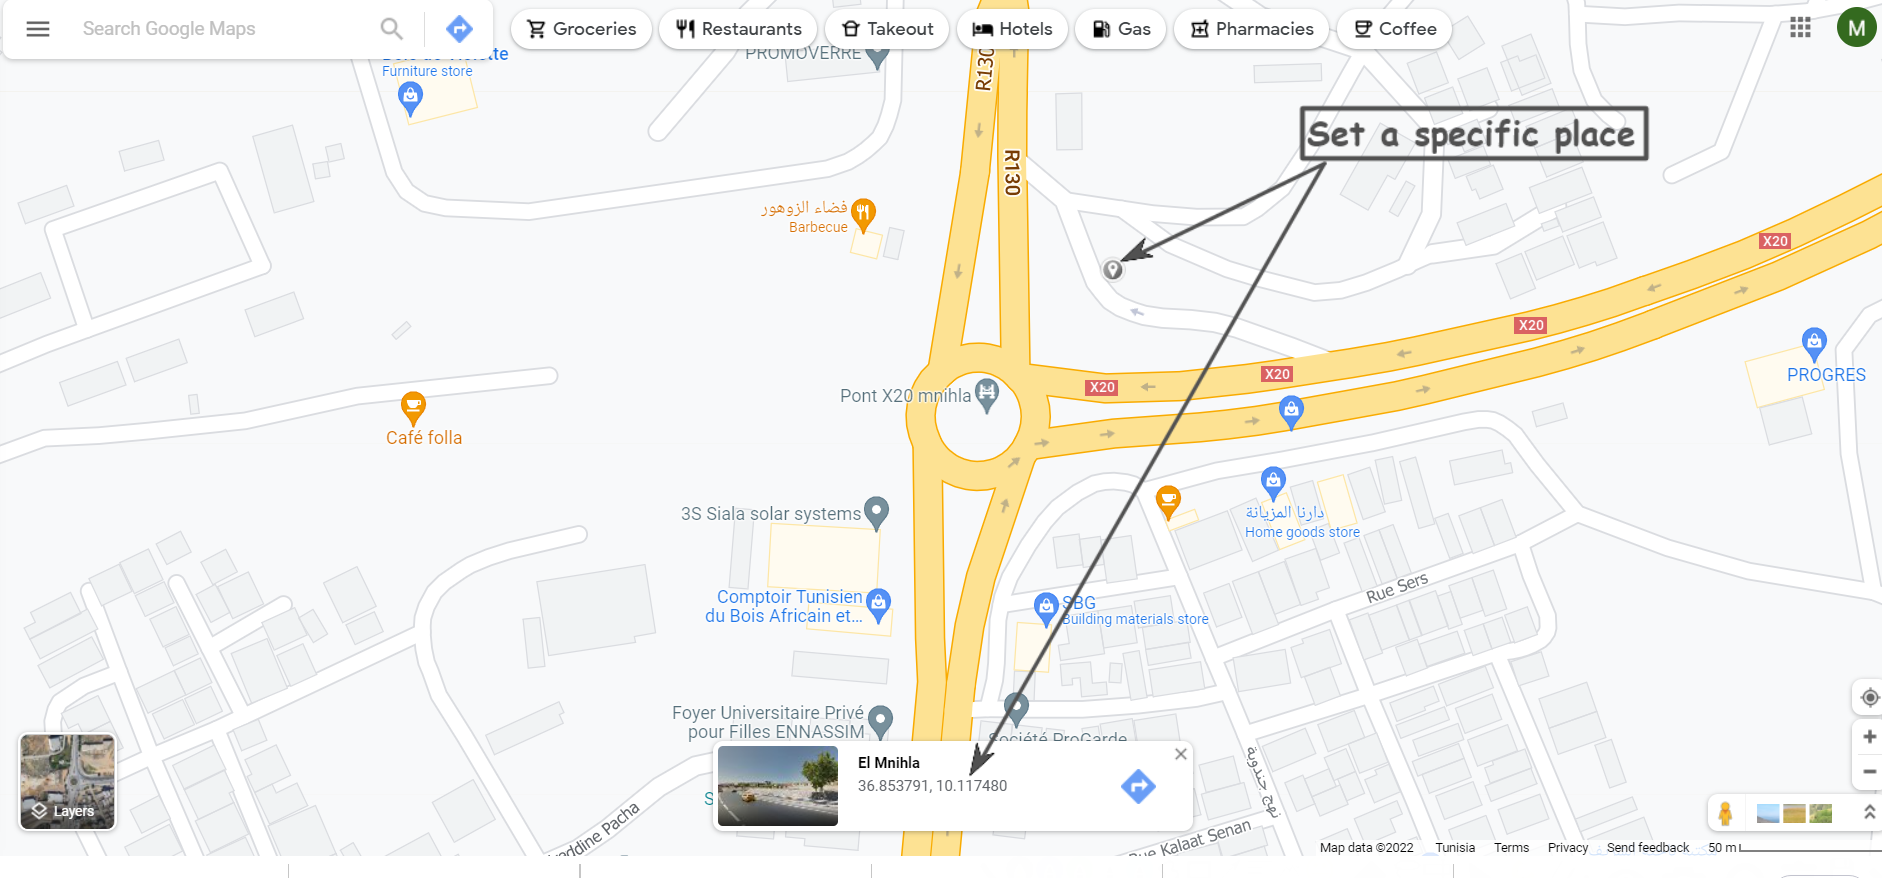 Search Google Maps
Groceries
Restaurants
Takeout
Hotels
Gas
Pharmacies
Coffee
M
Furniture store
PROMOVERRE
R130
Set a specific place
R130
فضاء الزوهور
Barbecue
X20
X20
X20
X20
PROGRES
Pont X20 mnihla
Café folla
3S Siala solar systems
دارنا المزيانة
Home goods store
Rue Sers
Comptoir Tunisien
du Bois Africain et...
SBG
Building materials store
Foyer Universitaire Privé
pour Filles ENNASSIM
Société ProGarde
El Mnihla
36.853791, 10.117480
نهج جندوبة
Layers
S
Pacha
Rue Kalaat Senan
Map data ©2022
Tunisia
Terms
Privacy
Send feedback
50 m